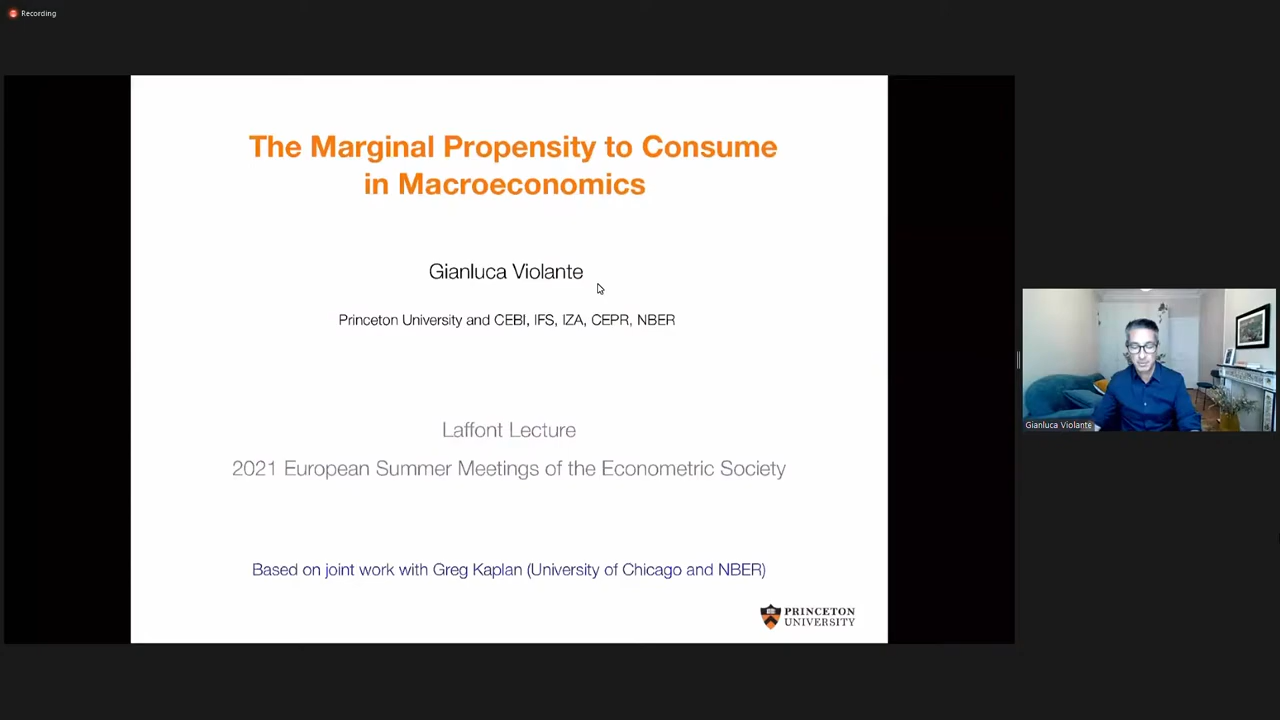 Recording
The Marginal Propensity to Consume
in Macroeconomics
Gianluca Violante
Princeton University and CEBI, IFS, IZA, CEPR, NBER
Laffont Lecture
2021 European Summer Meetings of the Econometric Society
Based on joint work with Greg Kaplan (University of Chicago and NBER)
PRINCETON
UNIVERSITY
Gianluca Violante